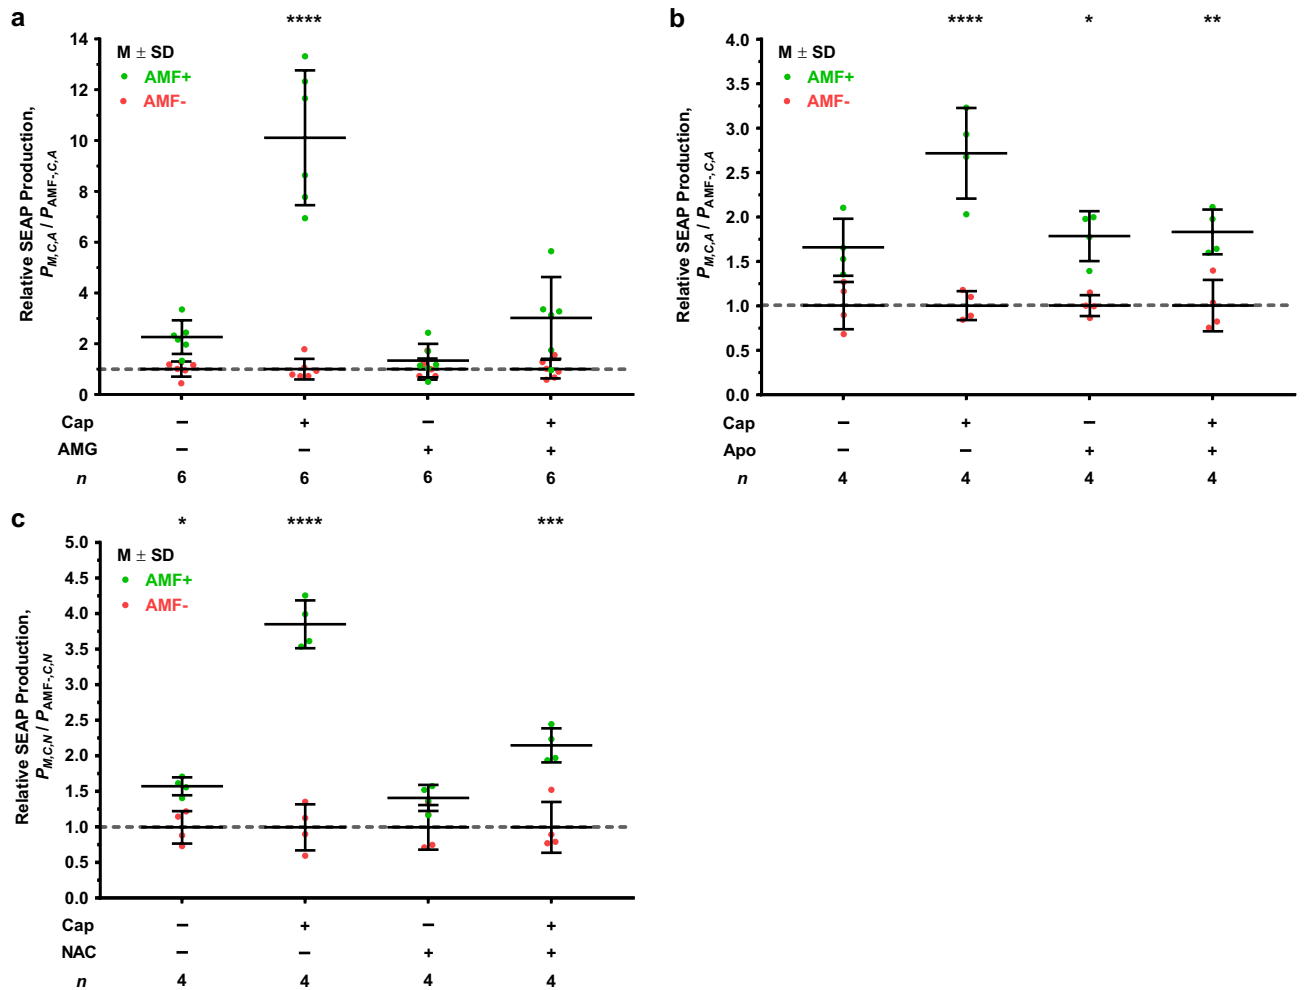 a
****
14
12
10
8
6
4
2
0
Relative SEAP Production,
P_M,C,A / P_AMF-,C,A
M ± SD
AMF+
AMF-
Cap − + − +
AMG − − + +
n 6 6 6 6
b
**** * **
4.0
3.5
3.0
2.5
2.0
1.5
1.0
0.5
0.0
Relative SEAP Production,
P_M,C,A / P_AMF-,C,A
M ± SD
AMF+
AMF-
Cap − + − +
Apo − − + +
n 4 4 4 4
c
* **** ***
5.0
4.5
4.0
3.5
3.0
2.5
2.0
1.5
1.0
0.5
0.0
Relative SEAP Production,
P_M,C,N / P_AMF-,C,N
M ± SD
AMF+
AMF-
Cap − + − +
NAC − − + +
n 4 4 4 4